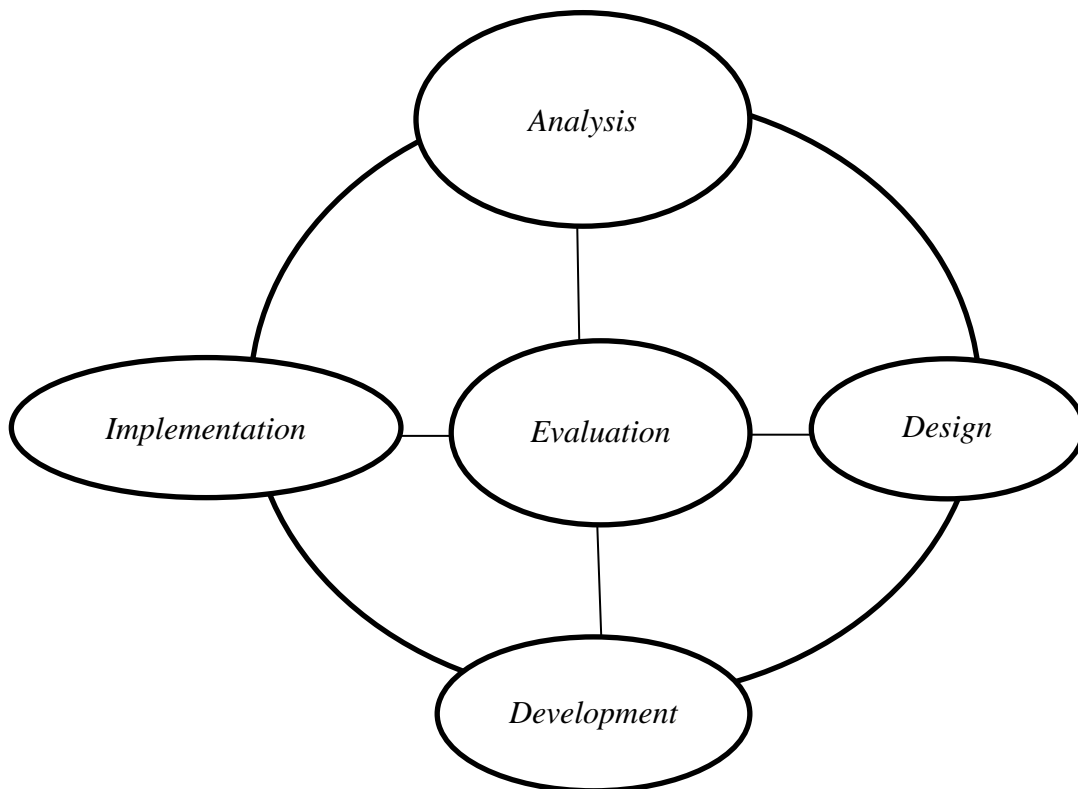 Analysis
Implementation
Evaluation
Design
Development